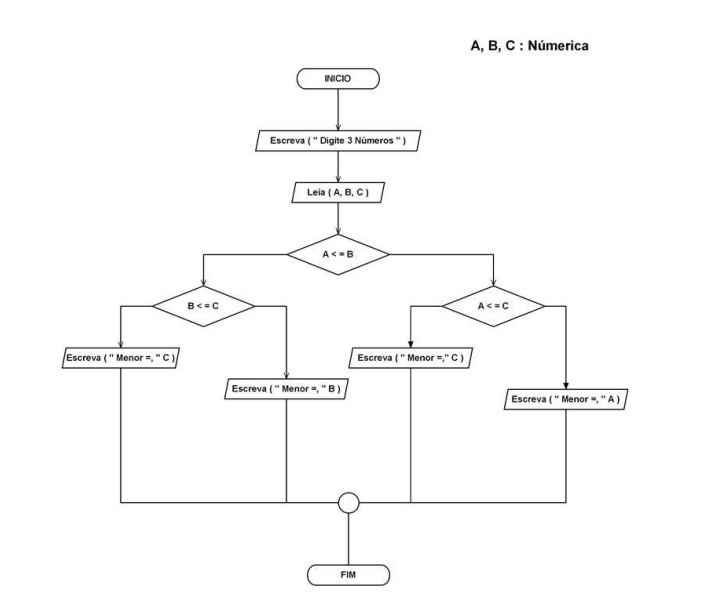 A, B, C : Númerica
INICIO
Escreva ( " Digite 3 Números " )
Leia ( A, B, C )
A < = B
B < = C
A < = C
Escreva ( " Menor =, " C )
Escreva ( " Menor =," C )
Escreva ( " Menor =, " B )
Escreva ( " Menor =, " A )
FIM